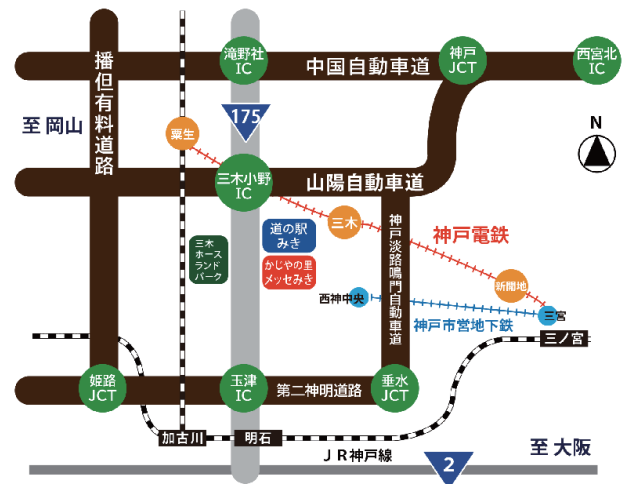 滝野社
IC
神戸
JCT
西宮北
IC
中国自動車道
播但有料道路
至 岡山
175
粟生
N
三木小野
IC
山陽自動車道
三木
神戸電鉄
道の駅
みき
三木
ホース
ランド
パーク
かじやの里
メッセみき
神戸淡路鳴門自動車道
新開地
西神中央
神戸市営地下鉄
三宮
三ノ宮
姫路
JCT
玉津
IC
第二神明道路
垂水
JCT
加古川
明石
JR神戸線
至 大阪
2